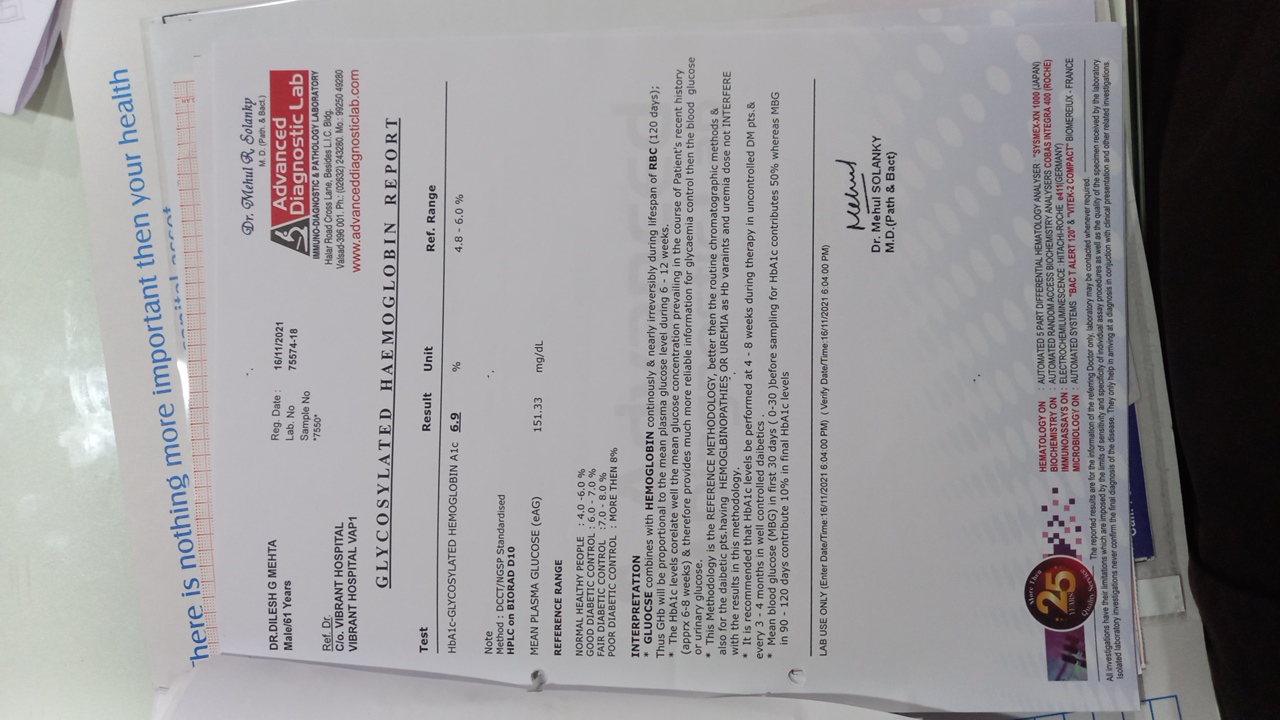 here is nothing more important then your health
capital asset
Dr. Mehul R. Solanky
M. D. (Path. & Bact.)
Advanced
Diagnostic Lab
IMMUNO-DIAGNOSTIC & PATHOLOGY LABORATORY
Halar Road Cross Lane, Besides L.I.C. Bldg.
Valsad-396 001. Ph.: (02632) 243280. Mo.: 99250 49280
www.advanceddiagnosticlab.com
DR.DILESH G MEHTA
Male/61 Years
Reg. Date : 16/11/2021
Lab. No 75574-18
Sample No
*7550*
Ref. Dr.
C/o. VIBRANT HOSPITAL
VIBRANT HOSPITAL VAP1
GLYCOSYLATED HAEMOGLOBIN REPORT
Test Result Unit Ref. Range
HbA1c-GLYCOSYLATED HEMOGLOBIN A1c 6.9 % 4.8 - 6.0 %
Note
Method : DCCT/NGSP Standardised
HPLC on BIORAD D10
MEAN PLASMA GLUCOSE (eAG) 151.33 mg/dL
REFERENCE RANGE
NORMAL HEALTHY PEOPLE : 4.0 -6.0 %
GOOD DIABETIC CONTROL : 6.0 - 7.0 %
FAIR DIABETIC CONTROL :7.0 - 8.0 %
POOR DIABETIC CONTROL : MORE THEN 8%
INTERPRETATION
* GLUOCSE combines with HEMOGLOBIN continously & nearly irreversibly during lifespan of RBC (120 days);
Thus GHb will be proportional to the mean plasma glucose level during 6 - 12 weeks.
* The HbA1c levels corelate well the mean glucose concentration prevailing in the course of Patient's recent history
(apprx 6-8 weeks) & therefore provides much more reliable information for glycaemia control then the blood glucose
or urinary glucose.
* This Methodology is the REFERENCE METHODOLOGY, better then the routine chromatographic methods &
also for the daibetic pts.having HEMOGLBINOPATHIES OR UREMIA as Hb varaints and uremia dose not INTERFERE
with the results in this methodology.
* It is recommended that HbA1c levels be performed at 4 - 8 weeks during therapy in uncontrolled DM pts.&
every 3 - 4 months in well controlled daibetics .
* Mean blood glucose (MBG) in first 30 days ( 0-30 )before sampling for HbA1c contributes 50% whereas MBG
in 90 - 120 days contribute 10% in final HbA1c levels
LAB USE ONLY (Enter Date/Time:16/11/2021 6:04:00 PM) ( Verify Date/Time:16/11/2021 6:04:00 PM)
Mehul
Dr. Mehul SOLANKY
M.D.(Path & Bact)
More Then
25
YEARS
Quality Service
HEMATOLOGY ON : AUTOMATED 5 PART DIFFERENTIAL HEMATOLOGY ANALYSER : "SYSMEX-XN 1000 (JAPAN)
BIOCHEMISTRY ON : AUTOMATED RANDOM ACCESS BIOCHEMISTRY ANALYSERS COBAS INTEGRA 400 (ROCHE)
IMMUNOASSAYS ON : ELECTROCHEMILUMINESCENCE :HITACHI-ROCHE e411(GERMANY)
MICROBIOLOGY ON : AUTOMATED SYSTEMS "BAC T ALERT 120" & "VITEK-2 COMPACT" BIOMEREIUX - FRANCE
The reported results are for the information of the referring Doctor only, laboratory may be contacted whenever required.
All investigations have their limitations which are imposed by the limits of sensitivity and specificity of individual assay procedures as well as the quality of the specimen received by the laboratory.
Isolated laboratory investigations never confirm the final diagnosis of the disease. They only help in arriving at a diagnosis in conjuction with clinical presentation and other related investigations.